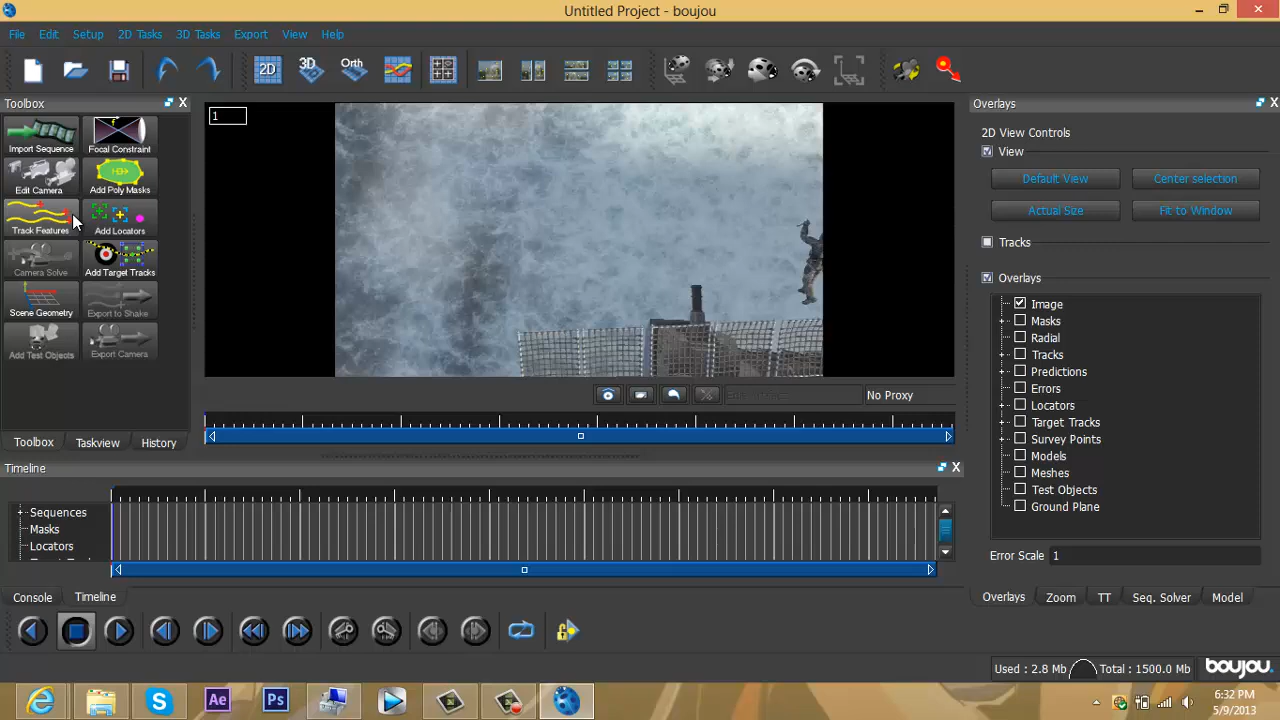 Untitled Project - boujou
File Edit Setup 2D Tasks 3D Tasks Export View Help
2D 3D Orth
Toolbox
Import Sequence Focal Constraint
Edit Camera Add Poly Masks
Track Features Add Locators
Camera Solve Add Target Tracks
Scene Geometry Export to Shake
Add Test Objects Export Camera
Toolbox Taskview History
1
No Proxy
Overlays
2D View Controls
View
Default View Center selection
Actual Size Fit to Window
Tracks
Overlays
Image
Masks
Radial
Tracks
Predictions
Errors
Locators
Target Tracks
Survey Points
Models
Meshes
Test Objects
Ground Plane
Error Scale 1
Overlays Zoom TT Seq. Solver Model
Timeline
Sequences
Masks
Locators
Console Timeline
Used : 2.8 Mb Total : 1500.0 Mb boujou
Ae Ps
6:32 PM
5/9/2013